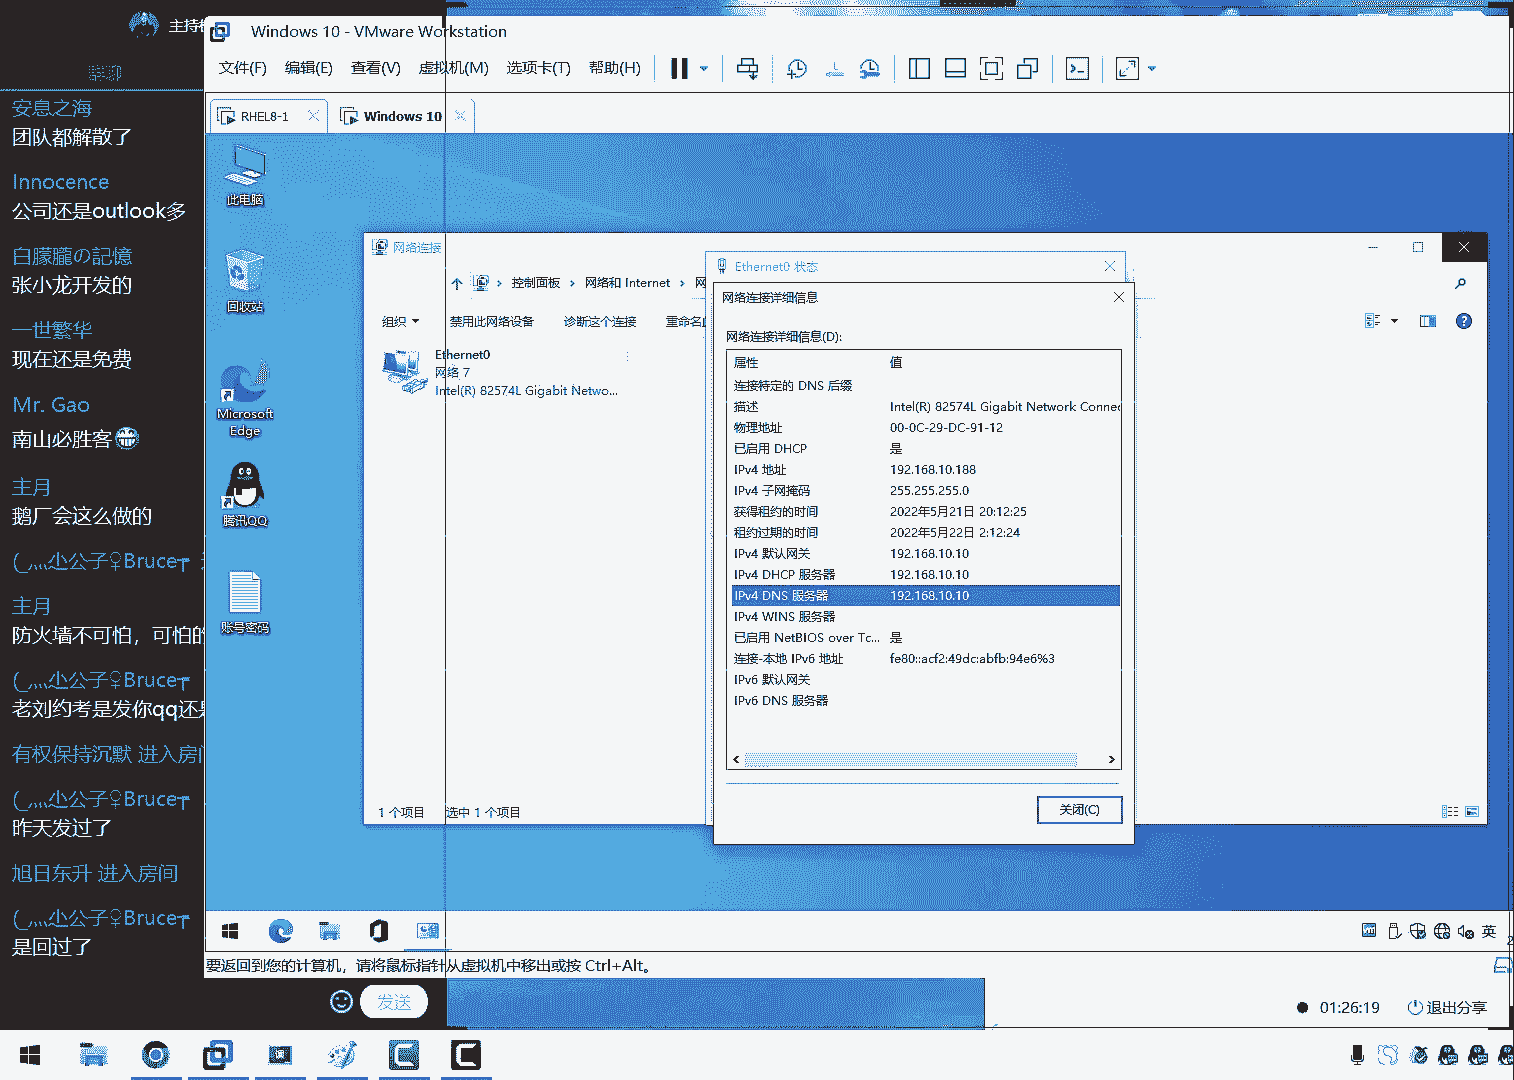 主持
群聊
安息之海
团队都解散了
Innocence
公司还是outlook多
白朦朧の記憶
张小龙开发的
一世繁华
现在还是免费
Mr. Gao
南山必胜客
主月
鹅厂会这么做的
(_灬尐公子♀Bruce┲
主月
防火墙不可怕，可怕的
(_灬尐公子♀Bruce┲
老刘约考是发你qq还是
有权保持沉默 进入房间
(_灬尐公子♀Bruce┲
昨天发过了
旭日东升 进入房间
(_灬尐公子♀Bruce┲
是回过了
发送
Windows 10 - VMware Workstation
文件(F) 编辑(E) 查看(V) 虚拟机(M) 选项卡(T) 帮助(H)
RHEL8-1
Windows 10
此电脑
回收站
Microsoft
Edge
腾讯QQ
账号密码
网络连接
控制面板 › 网络和 Internet › 网
组织 禁用此网络设备 诊断这个连接 重命名
Ethernet0
网络 7
Intel(R) 82574L Gigabit Netwo...
1 个项目 选中 1 个项目
Ethernet0 状态
网络连接详细信息
网络连接详细信息(D):
属性 值
连接特定的 DNS 后缀
描述 Intel(R) 82574L Gigabit Network Connec
物理地址 00-0C-29-DC-91-12
已启用 DHCP 是
IPv4 地址 192.168.10.188
IPv4 子网掩码 255.255.255.0
获得租约的时间 2022年5月21日 20:12:25
租约过期的时间 2022年5月22日 2:12:24
IPv4 默认网关 192.168.10.10
IPv4 DHCP 服务器 192.168.10.10
IPv4 DNS 服务器 192.168.10.10
IPv4 WINS 服务器
已启用 NetBIOS over Tc... 是
连接-本地 IPv6 地址 fe80::acf2:49dc:abfb:94e6%3
IPv6 默认网关
IPv6 DNS 服务器
关闭(C)
英
要返回到您的计算机，请将鼠标指针从虚拟机中移出或按 Ctrl+Alt。
01:26:19 退出分享